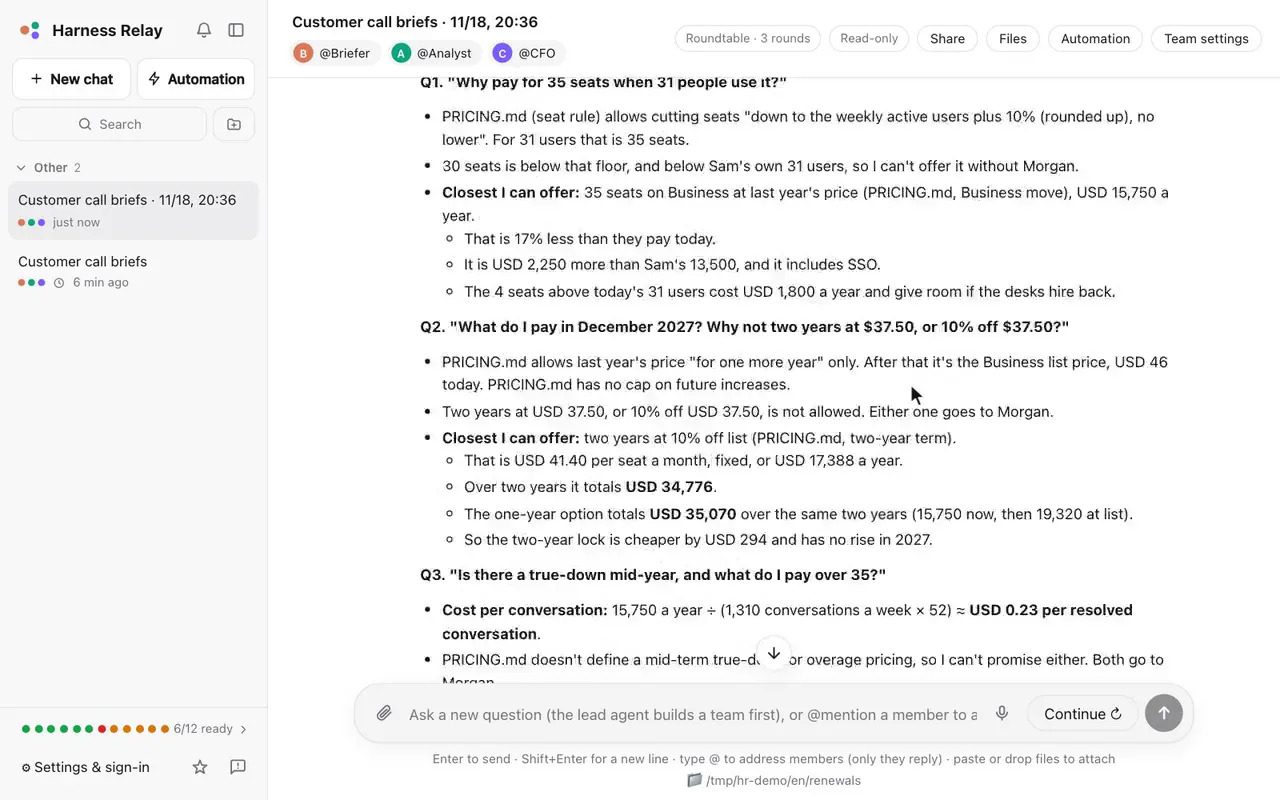 Harness Relay
+ New chat
Automation
Search
Other 2
Customer call briefs · 11/18, 20:36
just now
Customer call briefs
6 min ago
6/12 ready
Settings & sign-in
Customer call briefs · 11/18, 20:36
B @Briefer
A @Analyst
C @CFO
Roundtable · 3 rounds
Read-only
Share
Files
Automation
Team settings
Q1. "Why pay for 35 seats when 31 people use it?"
• PRICING.md (seat rule) allows cutting seats "down to the weekly active users plus 10% (rounded up), no
lower". For 31 users that is 35 seats.
• 30 seats is below that floor, and below Sam's own 31 users, so I can't offer it without Morgan.
• Closest I can offer: 35 seats on Business at last year's price (PRICING.md, Business move), USD 15,750 a
year.
◦ That is 17% less than they pay today.
◦ It is USD 2,250 more than Sam's 13,500, and it includes SSO.
◦ The 4 seats above today's 31 users cost USD 1,800 a year and give room if the desks hire back.
Q2. "What do I pay in December 2027? Why not two years at $37.50, or 10% off $37.50?"
• PRICING.md allows last year's price "for one more year" only. After that it's the Business list price, USD 46
today. PRICING.md has no cap on future increases.
• Two years at USD 37.50, or 10% off USD 37.50, is not allowed. Either one goes to Morgan.
• Closest I can offer: two years at 10% off list (PRICING.md, two-year term).
◦ That is USD 41.40 per seat a month, fixed, or USD 17,388 a year.
◦ Over two years it totals USD 34,776.
◦ The one-year option totals USD 35,070 over the same two years (15,750 now, then 19,320 at list).
◦ So the two-year lock is cheaper by USD 294 and has no rise in 2027.
Q3. "Is there a true-down mid-year, and what do I pay over 35?"
• Cost per conversation: 15,750 a year ÷ (1,310 conversations a week × 52) ≈ USD 0.23 per resolved
conversation.
• PRICING.md doesn't define a mid-term true-d or overage pricing, so I can't promise either. Both go to
Morgan.
Ask a new question (the lead agent builds a team first), or @mention a member to a
Continue
Enter to send · Shift+Enter for a new line · type @ to address members (only they reply) · paste or drop files to attach
/tmp/hr-demo/en/renewals